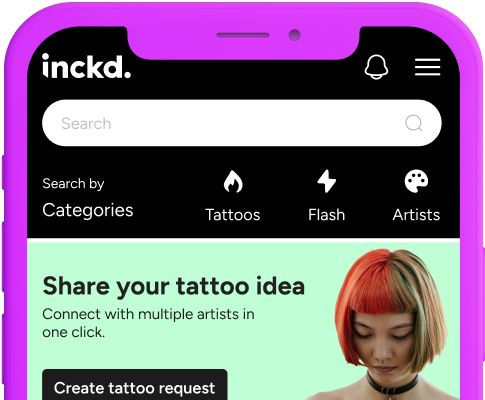 inckd.
Search
Search by
Categories
Tattoos
Flash
Artists
Share your tattoo idea
Connect with multiple artists in
one click.
Create tattoo request